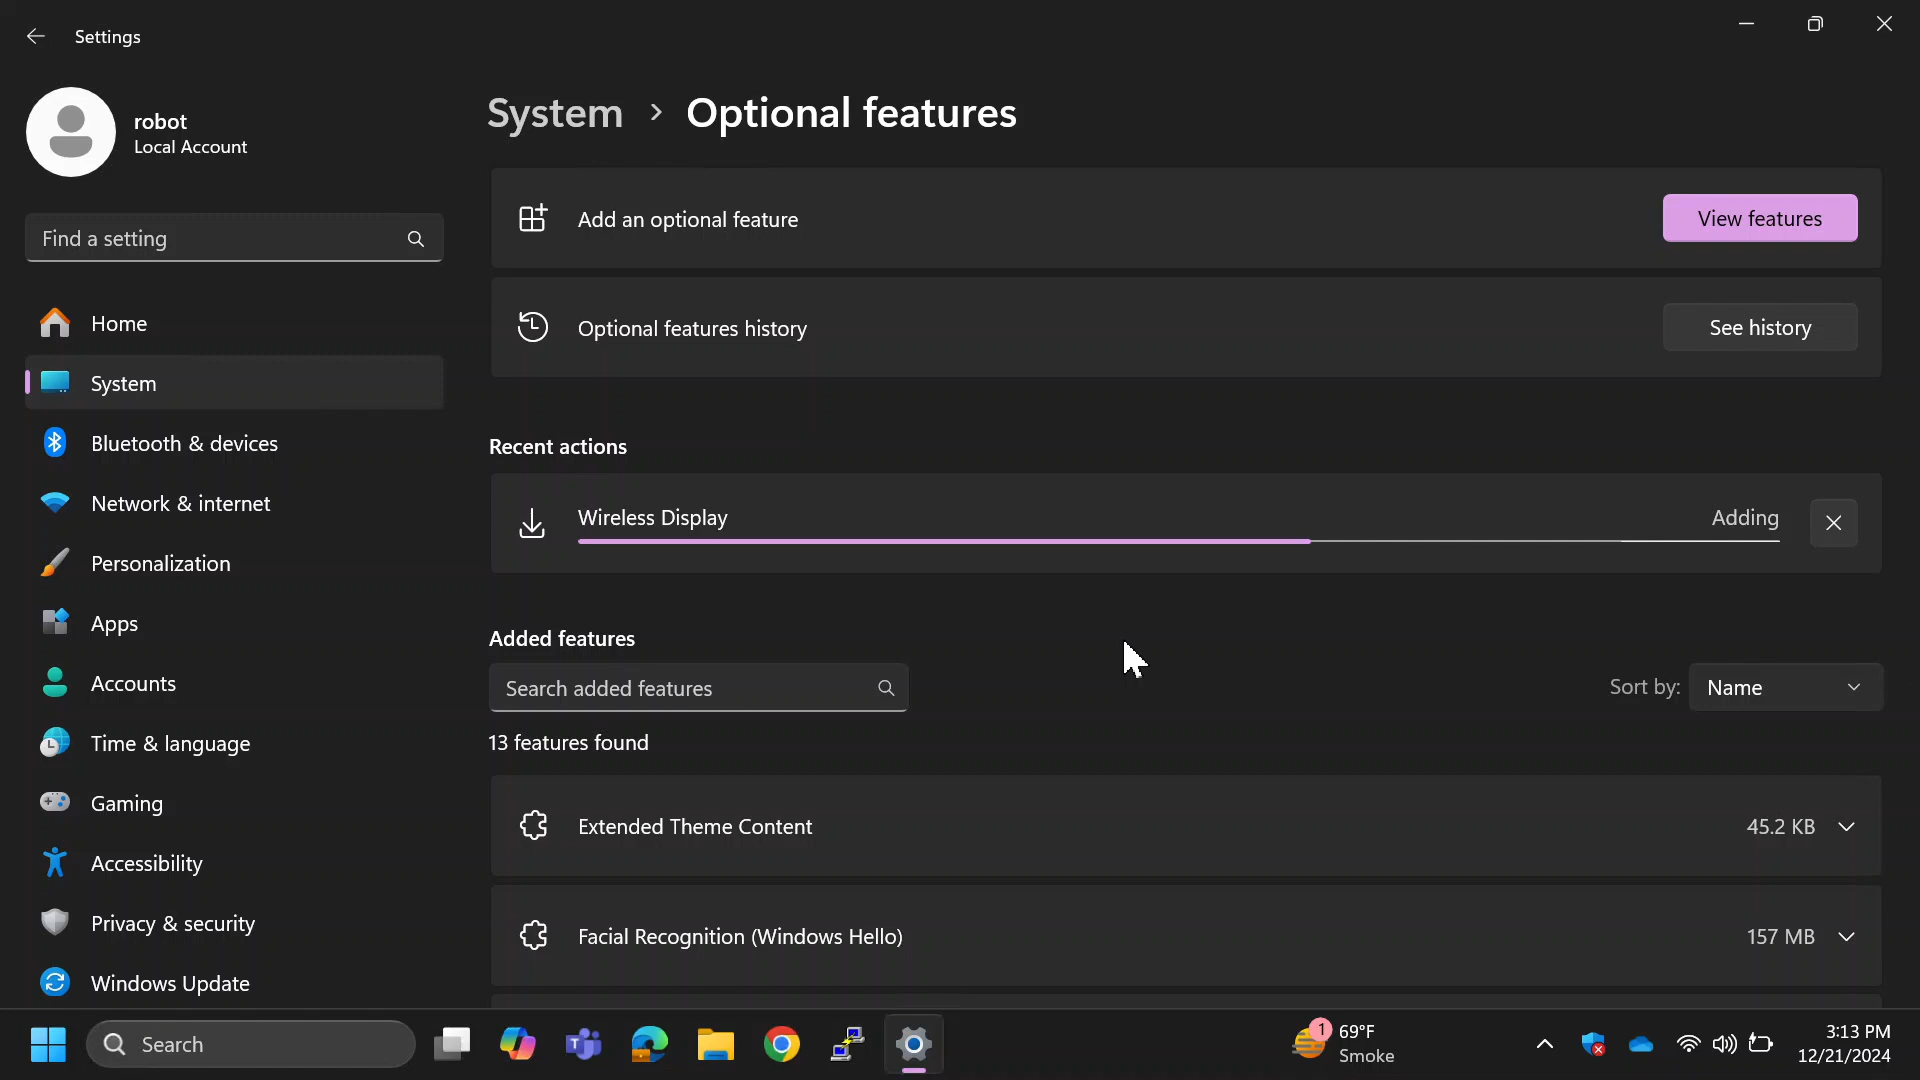 Settings
robot
Local Account
Find a setting
Home
System
Bluetooth & devices
Network & internet
Personalization
Apps
Accounts
Time & language
Gaming
Accessibility
Privacy & security
Windows Update
System › Optional features
Add an optional feature
View features
Optional features history
See history
Recent actions
Wireless Display
Adding
Added features
Search added features
Sort by: Name
13 features found
Extended Theme Content
45.2 KB
Facial Recognition (Windows Hello)
157 MB
Search
1
69°F
Smoke
3:13 PM
12/21/2024